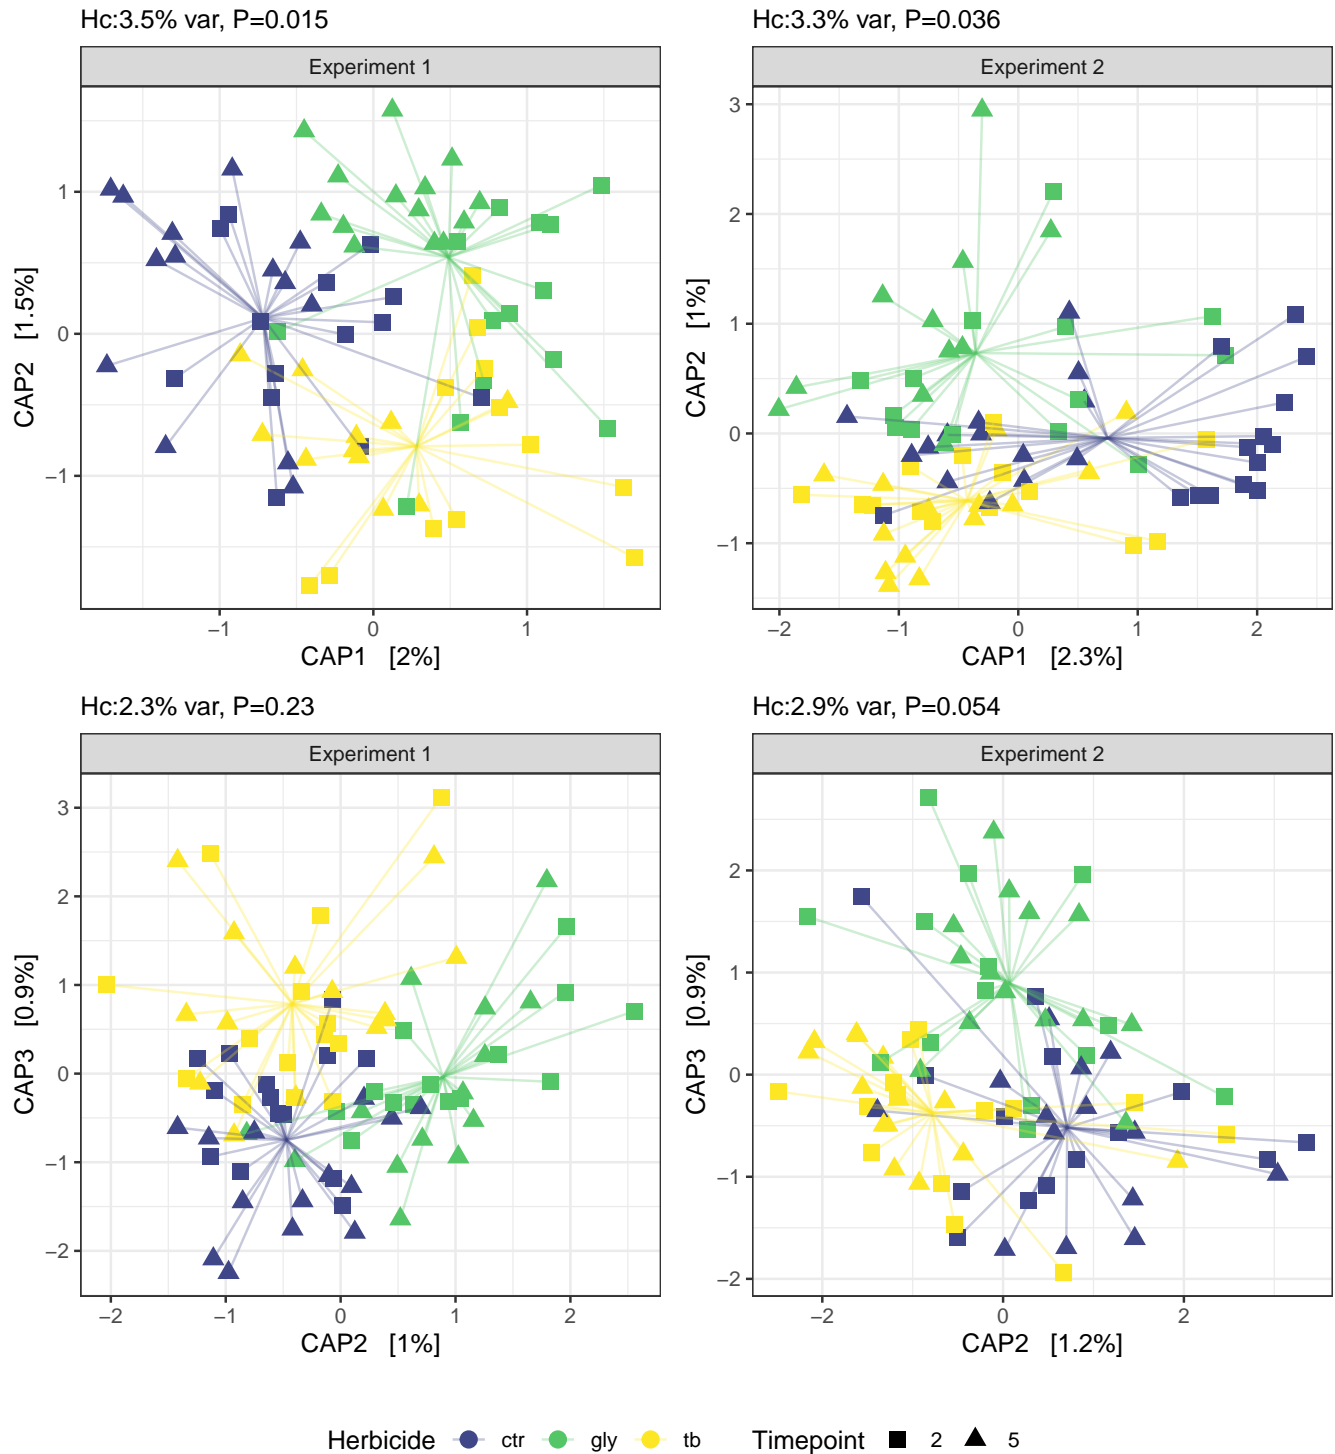 Hc:3.5% var, P=0.015
Experiment 1
CAP2 [1.5%]
1
0
−1
−1 0 1
CAP1 [2%]
Hc:3.3% var, P=0.036
Experiment 2
CAP2 [1%]
3
2
1
0
−1
−2 −1 0 1 2
CAP1 [2.3%]
Hc:2.3% var, P=0.23
Experiment 1
CAP3 [0.9%]
3
2
1
0
−1
−2
−2 −1 0 1 2
CAP2 [1%]
Hc:2.9% var, P=0.054
Experiment 2
CAP3 [0.9%]
2
1
0
−1
−2
−2 0 2
CAP2 [1.2%]
Herbicide ctr gly tb Timepoint 2 5